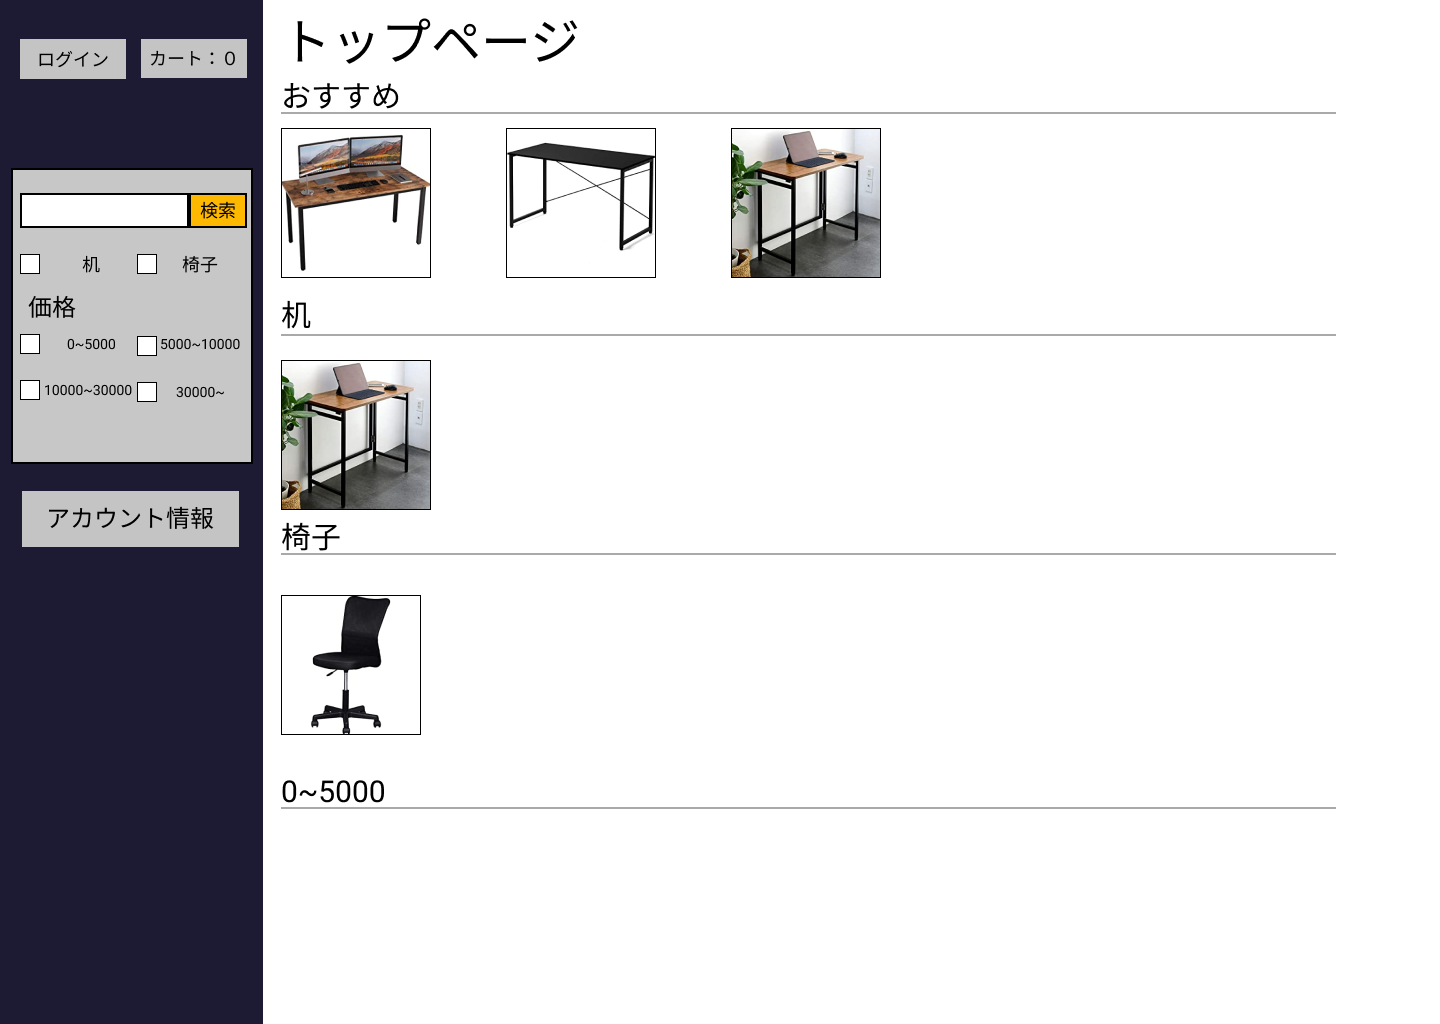 ログイン
カート：０
検索
机
椅子
価格
0~5000
5000~10000
10000~30000
30000~
アカウント情報
トップページ
おすすめ
机
椅子
0~5000